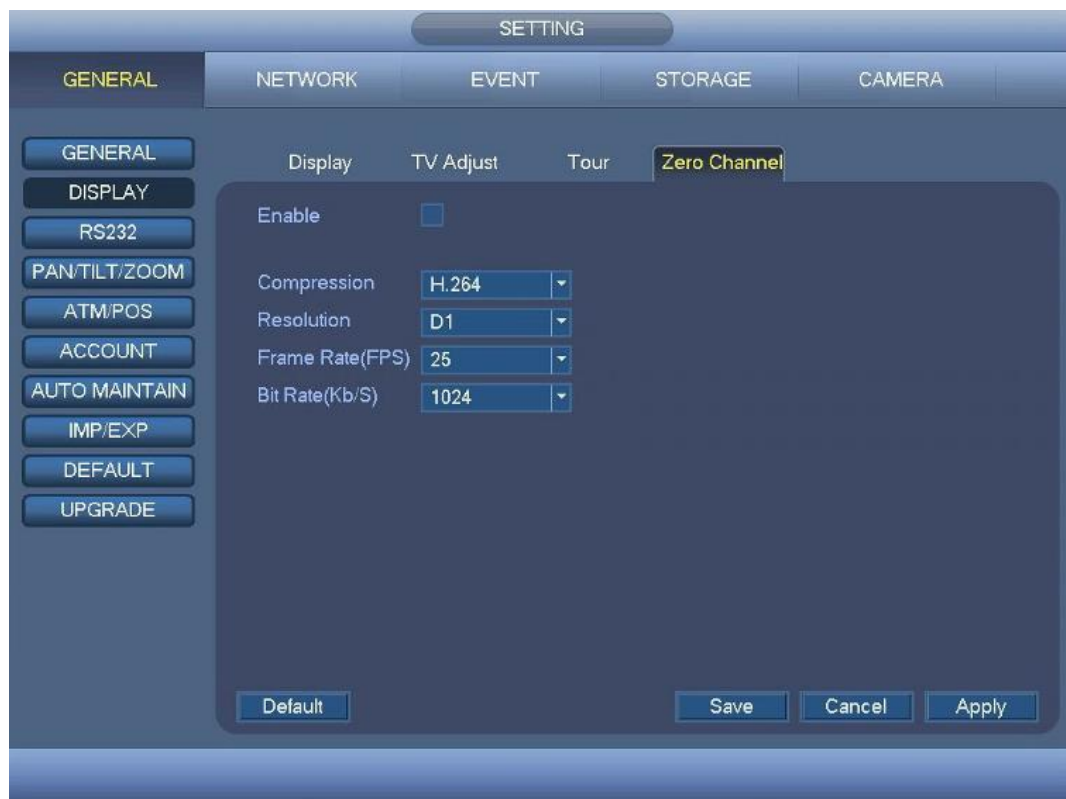 SETTING
GENERAL NETWORK EVENT STORAGE CAMERA
GENERAL
DISPLAY
RS232
PAN/TILT/ZOOM
ATM/POS
ACCOUNT
AUTO MAINTAIN
IMP/EXP
DEFAULT
UPGRADE
Display TV Adjust Tour Zero Channel
Enable
Compression H.264
Resolution D1
Frame Rate(FPS) 25
Bit Rate(Kb/S) 1024
Default Save Cancel Apply